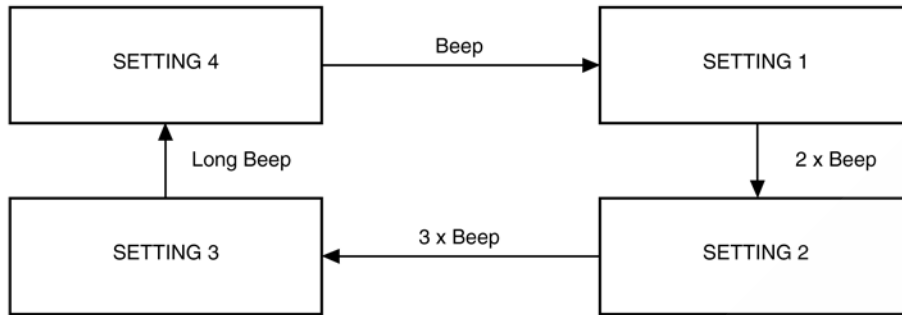 Beep
SETTING 4
SETTING 1
Long Beep
2 x Beep
3 x Beep
SETTING 3
SETTING 2